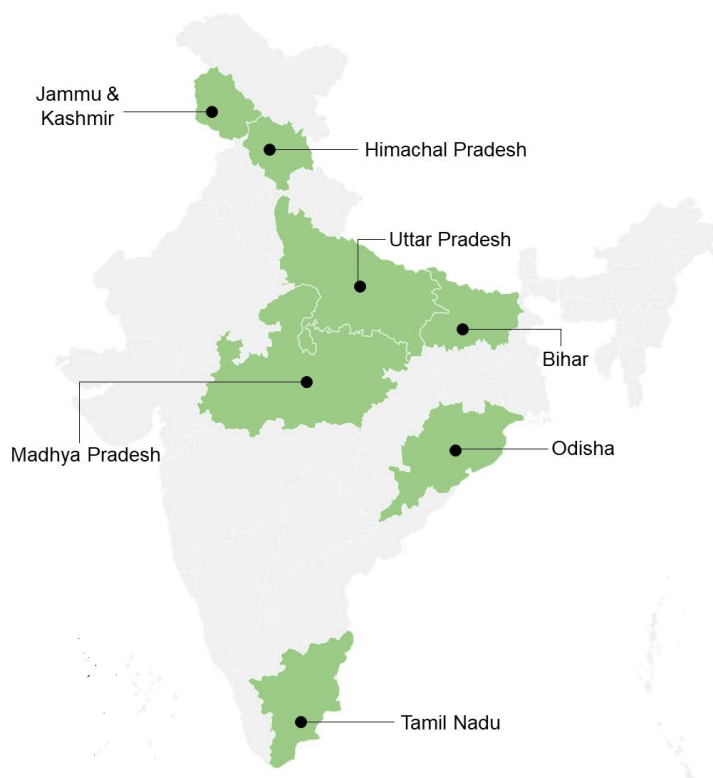 Jammu &
Kashmir
Himachal Pradesh
Uttar Pradesh
Bihar
Madhya Pradesh
Odisha
Tamil Nadu